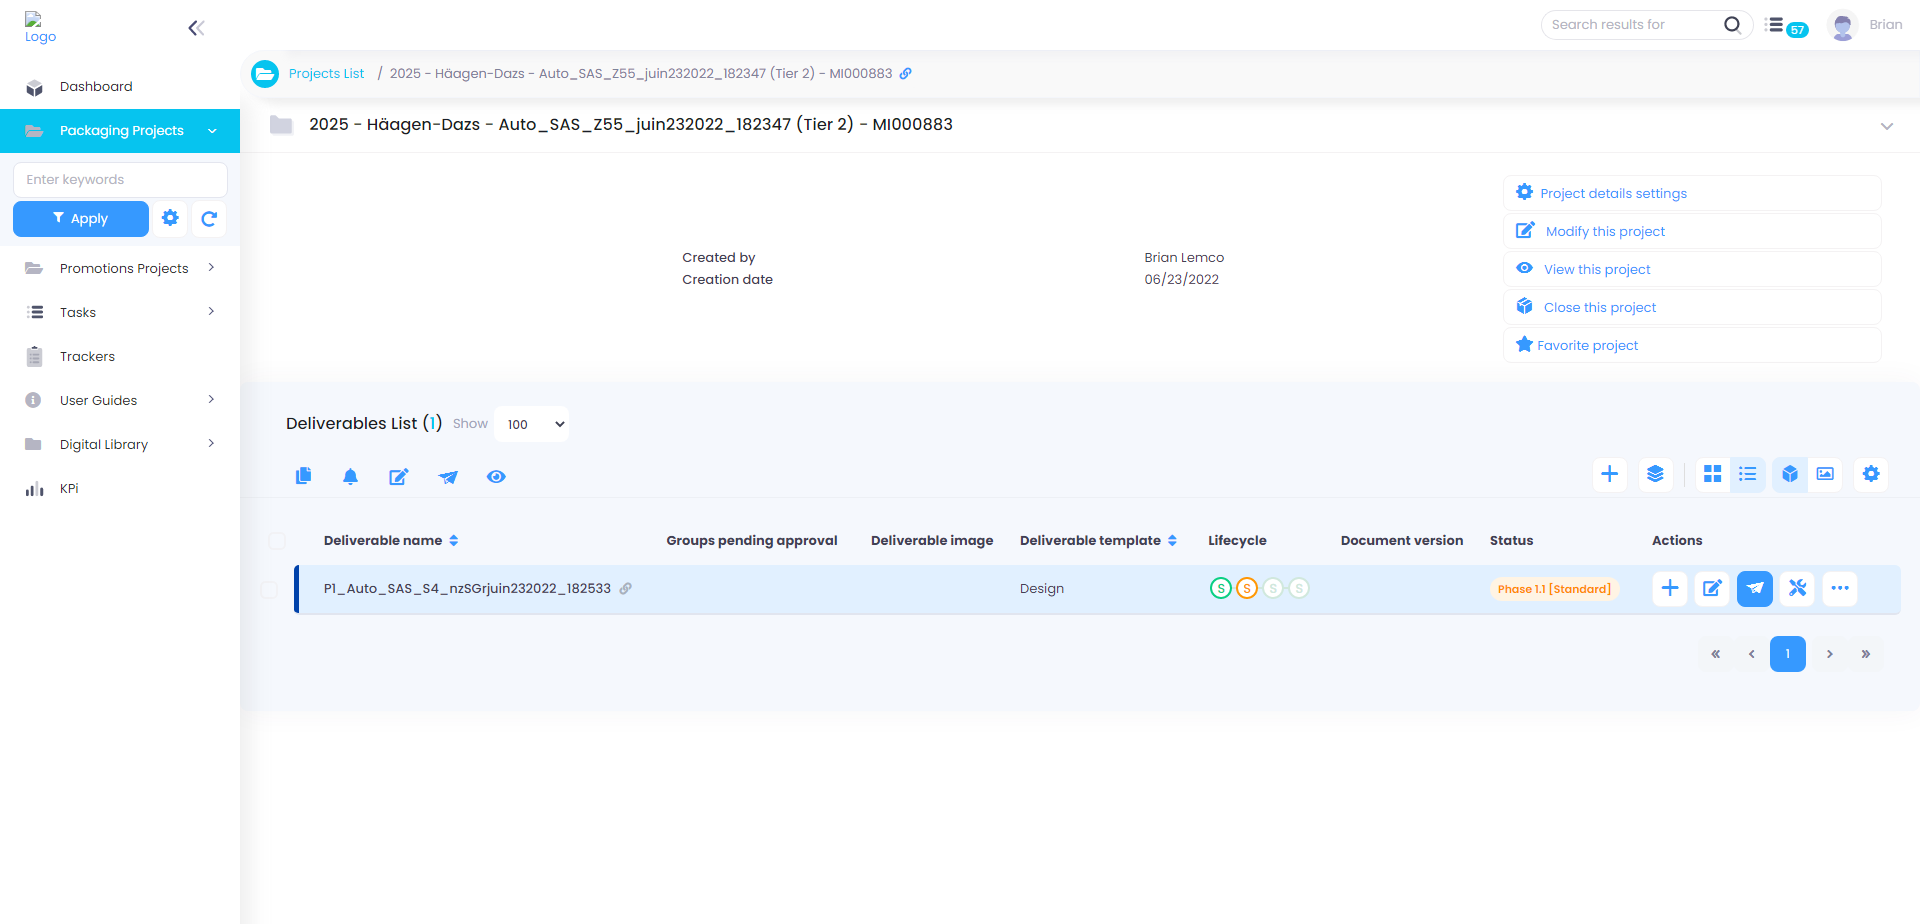 Logo
Search results for
57
Brian
Dashboard
Packaging Projects
Enter keywords
Apply
Promotions Projects
Tasks
Trackers
User Guides
Digital Library
KPi
Projects List / 2025 - Häagen-Dazs - Auto_SAS_Z55_juin232022_182347 (Tier 2) - MI000883
2025 - Häagen-Dazs - Auto_SAS_Z55_juin232022_182347 (Tier 2) - MI000883
Created by Brian Lemco
Creation date 06/23/2022
Project details settings
Modify this project
View this project
Close this project
Favorite project
Deliverables List (1) Show 100
Deliverable name Groups pending approval Deliverable image Deliverable template Lifecycle Document version Status Actions
P1_Auto_SAS_S4_nzSGrjuin232022_182533 Design S S S S Phase 1.1 [Standard]
« ‹ 1 › »